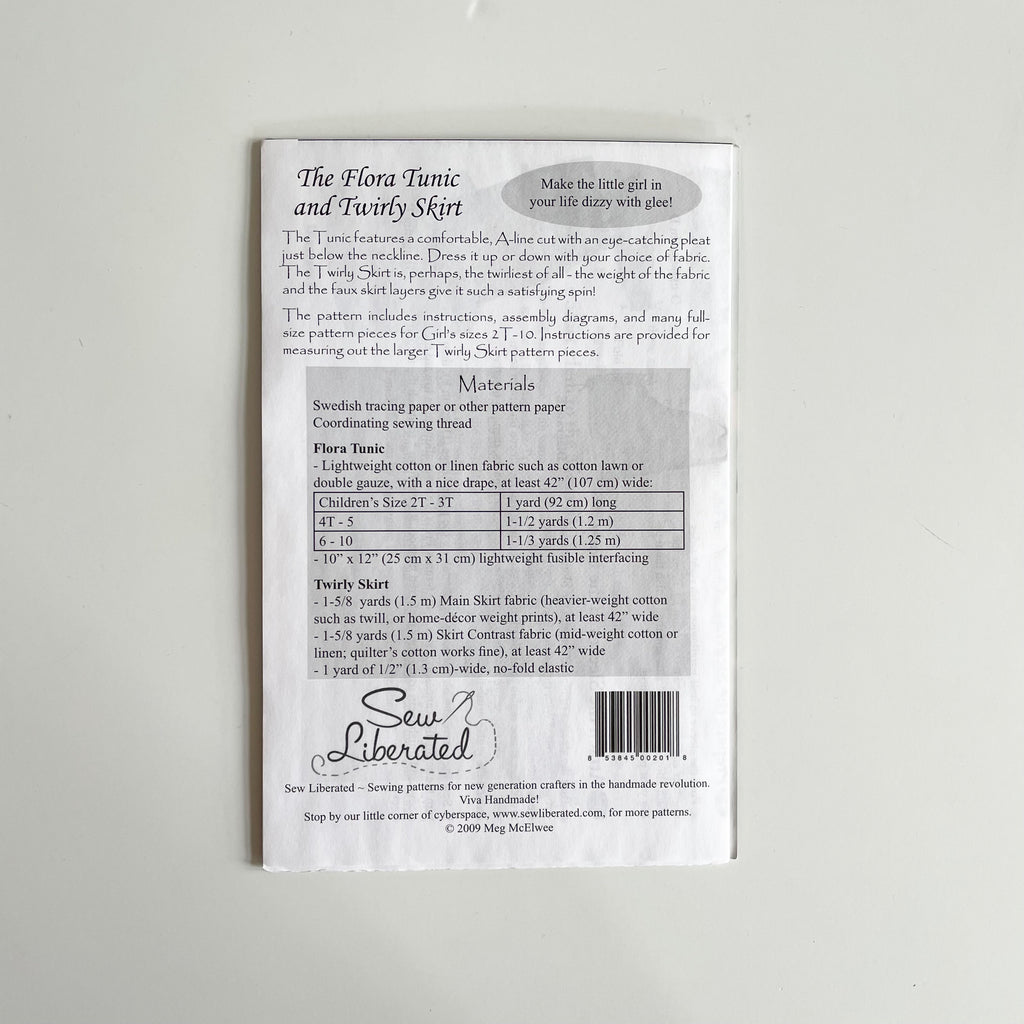 The Flora Tunic
and Twirly Skirt
Make the little girl in
your life dizzy with glee!
The Tunic features a comfortable, A-line cut with an eye-catching pleat
just below the neckline. Dress it up or down with your choice of fabric.
The Twirly Skirt is, perhaps, the twirliest of all - the weight of the fabric
and the faux skirt layers give it such a satisfying spin!
The pattern includes instructions, assembly diagrams, and many full-
size pattern pieces for Girl's sizes 2T-10. Instructions are provided for
measuring out the larger Twirly Skirt pattern pieces.
Materials
Swedish tracing paper or other pattern paper
Coordinating sewing thread
Flora Tunic
- Lightweight cotton or linen fabric such as cotton lawn or
double gauze, with a nice drape, at least 42” (107 cm) wide:
Children’s Size 2T - 3T 1 yard (92 cm) long
4T - 5 1-1/2 yards (1.2 m)
6 - 10 1-1/3 yards (1.25 m)
- 10” x 12” (25 cm x 31 cm) lightweight fusible interfacing
Twirly Skirt
- 1-5/8 yards (1.5 m) Main Skirt fabric (heavier-weight cotton
such as twill, or home-décor weight prints), at least 42” wide
- 1-5/8 yards (1.5 m) Skirt Contrast fabric (mid-weight cotton or
linen; quilter’s cotton works fine), at least 42” wide
- 1 yard of 1/2” (1.3 cm)-wide, no-fold elastic
Sew
Liberated
8 53845 00201 8
Sew Liberated ~ Sewing patterns for new generation crafters in the handmade revolution.
Viva Handmade!
Stop by our little corner of cyberspace, www.sewliberated.com, for more patterns.
© 2009 Meg McElwee